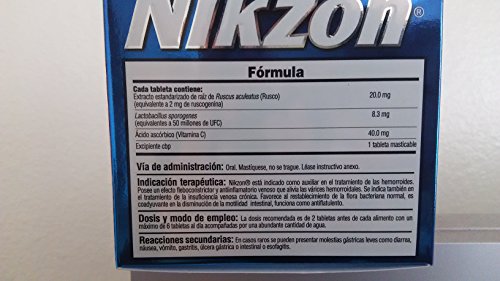 Nikzon®
Fórmula
Cada tableta contiene:
Extracto estandarizado de raíz de Ruscus aculeatus (Rusco) 20.0 mg
(equivalente a 2 mg de ruscogenina)
Lactobacillus sporogenes 8.3 mg
(equivalentes a 50 millones de UFC)
Ácido ascórbico (Vitamina C) 40.0 mg
Excipiente cbp 1 tableta masticable
Vía de administración: Oral. Mastíquese, no se trague. Léase instructivo anexo.
Indicación terapéutica: Nikzon® está indicado como auxiliar en el tratamiento de las hemorroides.
Posee un efecto fleboconstrictor y antiinflamatorio venoso que alivia las várices hemorroidales. Se indica también en
el tratamiento de la insuficiencia venosa crónica. Favorece al restablecimiento de la flora bacteriana normal, es
coadyuvante en la disminución de la motilidad intestinal, funciona como antiflatulento.
Dosis y modo de empleo: La dosis recomendada es de 2 tabletas antes de cada alimento con un
máximo de 6 tabletas al día acompañadas por una abundante cantidad de agua.
Reacciones secundarias: En casos raros se pueden presentar molestias gástricas leves como diarrea,
náusea, vómito, gastritis, úlcera gástrica o intestinal o esofagitis.